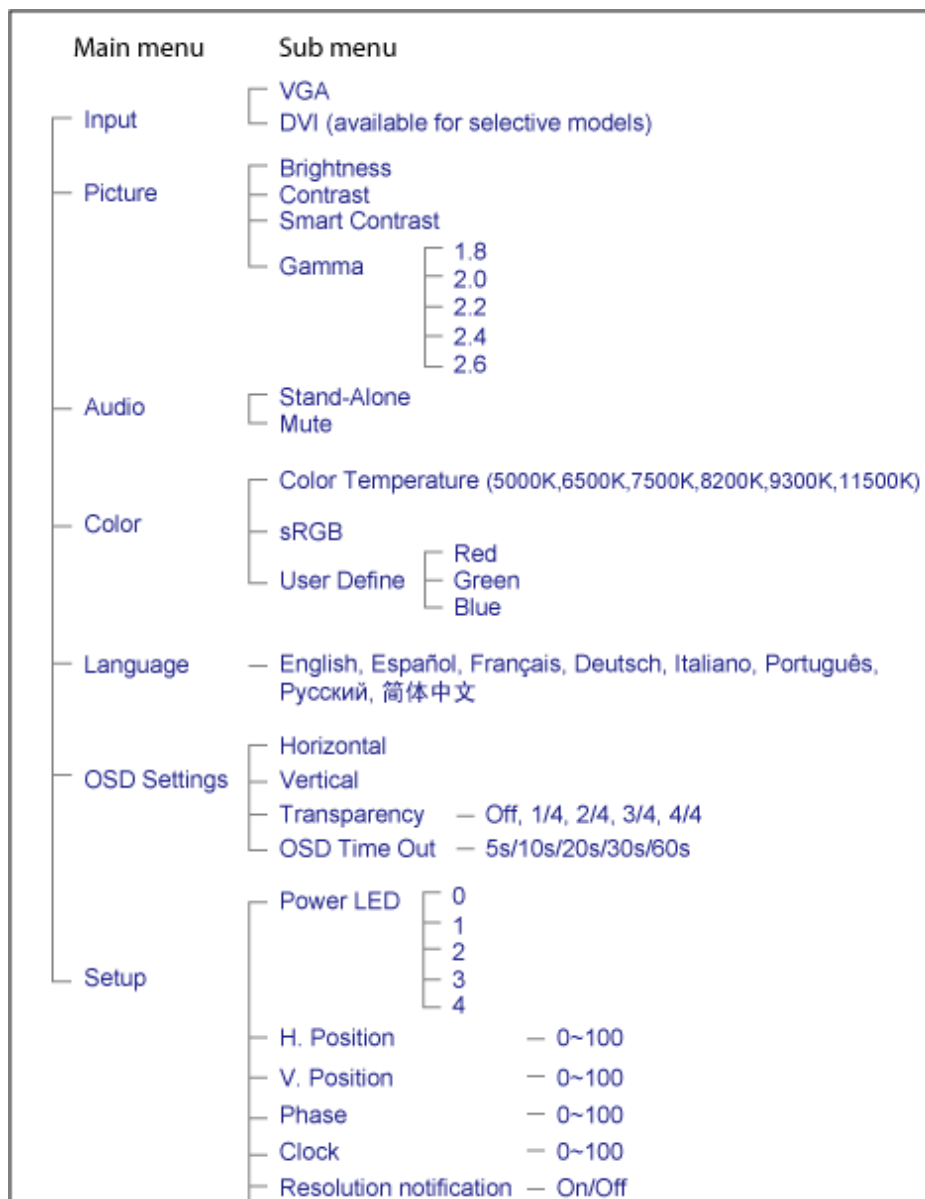 Main menu Sub menu
VGA
Input DVI (available for selective models)
Brightness
Picture Contrast
Smart Contrast
Gamma 1.8
2.0
2.2
2.4
2.6
Audio Stand-Alone
Mute
Color Temperature (5000K,6500K,7500K,8200K,9300K,11500K)
Color sRGB
User Define Red
Green
Blue
Language English, Español, Français, Deutsch, Italiano, Português,
Русский, 简体中文
Horizontal
OSD Settings Vertical
Transparency Off, 1/4, 2/4, 3/4, 4/4
OSD Time Out 5s/10s/20s/30s/60s
Power LED 0
1
2
Setup 3
4
H. Position 0~100
V. Position 0~100
Phase 0~100
Clock 0~100
Resolution notification On/Off